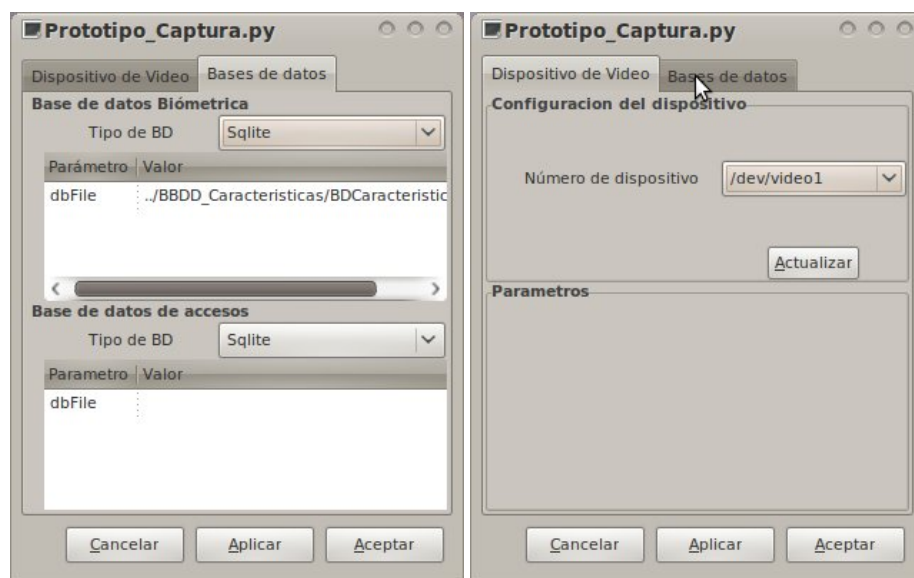 Prototipo_Captura.py
Dispositivo de Video Bases de datos
Base de datos Biómetrica
Tipo de BD Sqlite
Parámetro Valor
dbFile ../BBDD_Caracteristicas/BDCaracteristic
Base de datos de accesos
Tipo de BD Sqlite
Parametro Valor
dbFile
Cancelar Aplicar Aceptar
Prototipo_Captura.py
Dispositivo de Video Bases de datos
Configuracion del dispositivo
Número de dispositivo /dev/video1
Actualizar
Parametros
Cancelar Aplicar Aceptar